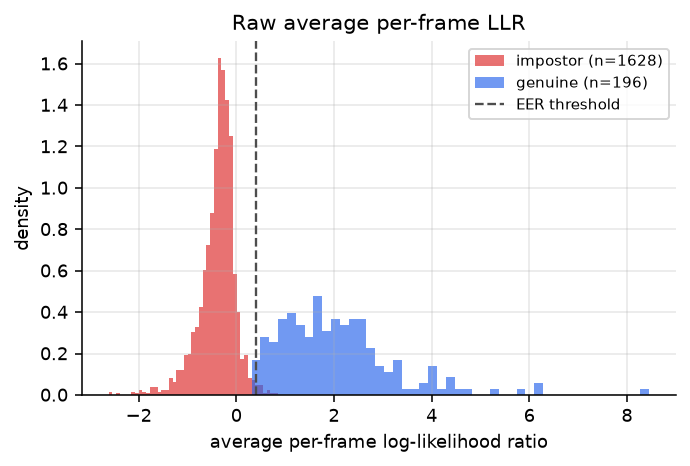 Raw average per-frame LLR
impostor (n=1628)
genuine (n=196)
EER threshold
density
1.6
1.4
1.2
1.0
0.8
0.6
0.4
0.2
0.0
−2
0
2
4
6
8
average per-frame log-likelihood ratio